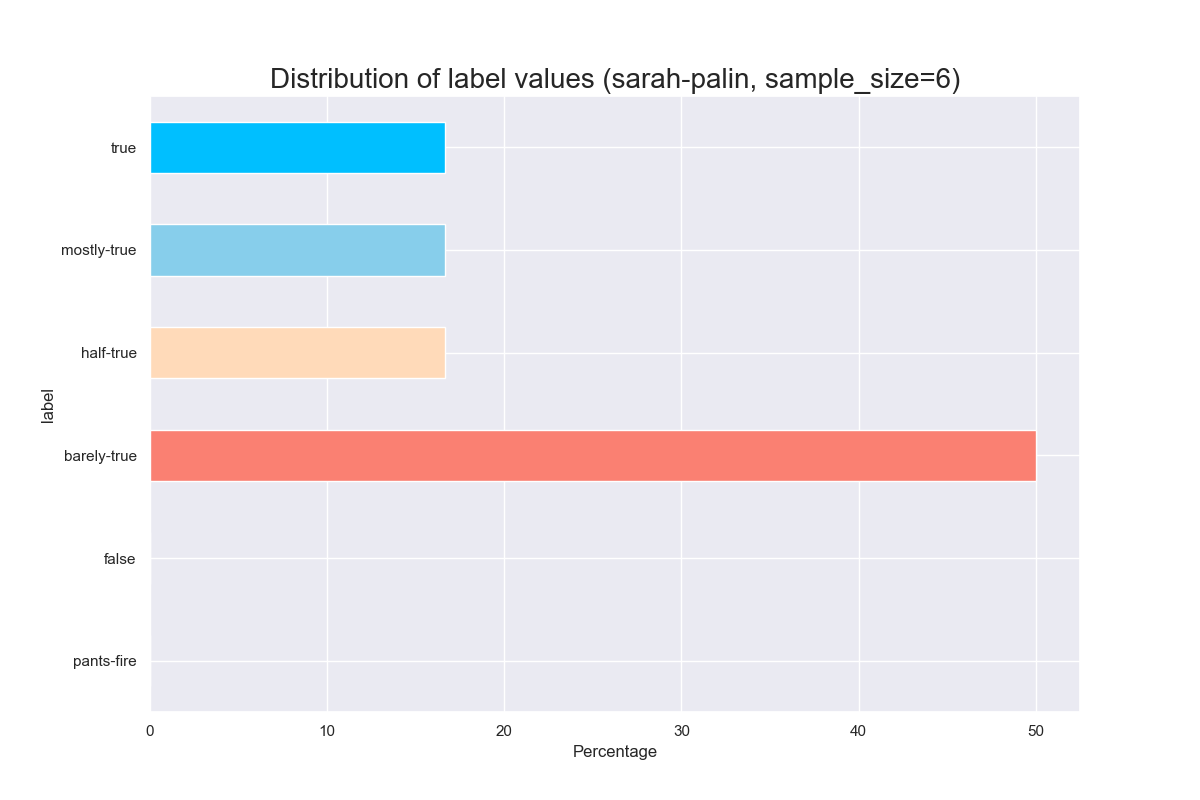 Distribution of label values (sarah-palin, sample_size=6)
true
mostly-true
half-true
label
barely-true
false
pants-fire
0 10 20 30 40 50
Percentage